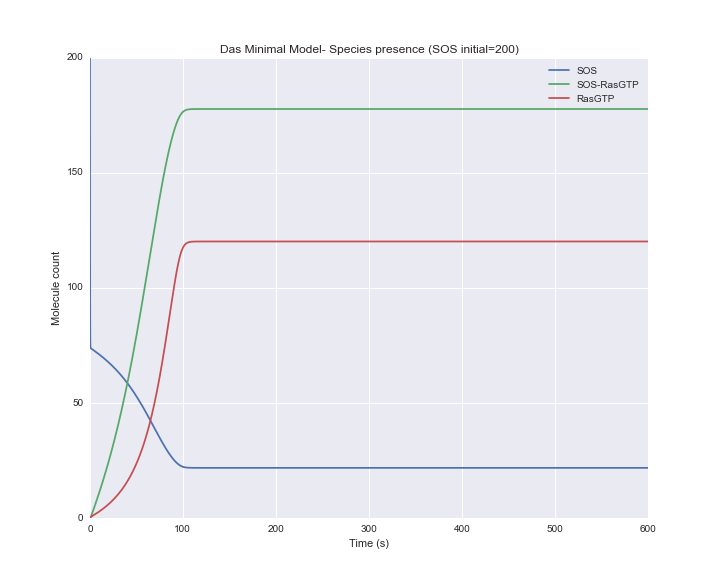 Das Minimal Model- Species presence (SOS initial=200)
200
150
100
50
0
Molecule count
SOS
SOS-RasGTP
RasGTP
0 100 200 300 400 500 600
Time (s)